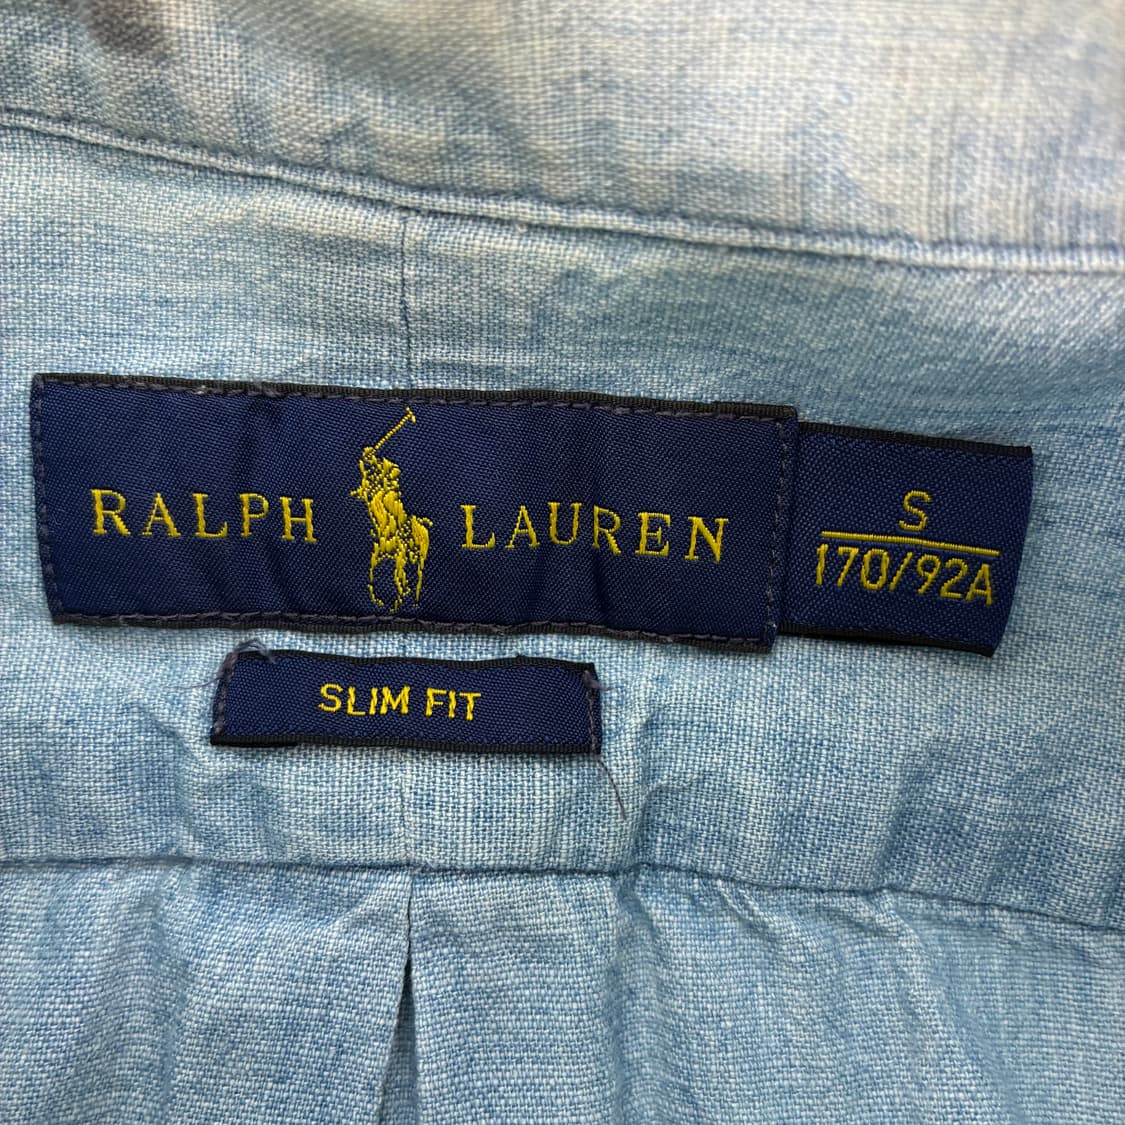 RALPH LAUREN
S
170/92A
SLIM FIT